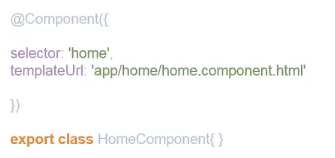 @Component({
selector: 'home',
templateUrl: 'app/home/home.component.html'
})
export class HomeComponent{ }